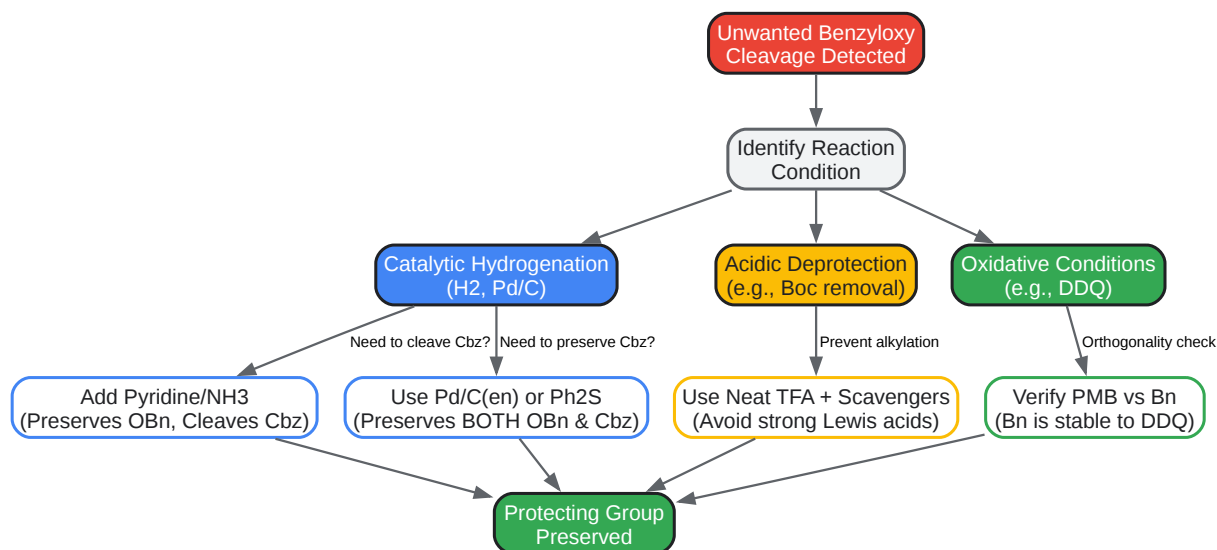 Unwanted Benzyloxy
Cleavage Detected
Identify Reaction
Condition
Catalytic Hydrogenation
(H2, Pd/C)
Acidic Deprotection
(e.g., Boc removal)
Oxidative Conditions
(e.g., DDQ)
Need to cleave Cbz?
Need to preserve Cbz?
Prevent alkylation
Orthogonality check
Add Pyridine/NH3
(Preserves OBn, Cleaves Cbz)
Use Pd/C(en) or Ph2S
(Preserves BOTH OBn & Cbz)
Use Neat TFA + Scavengers
(Avoid strong Lewis acids)
Verify PMB vs Bn
(Bn is stable to DDQ)
Protecting Group
Preserved